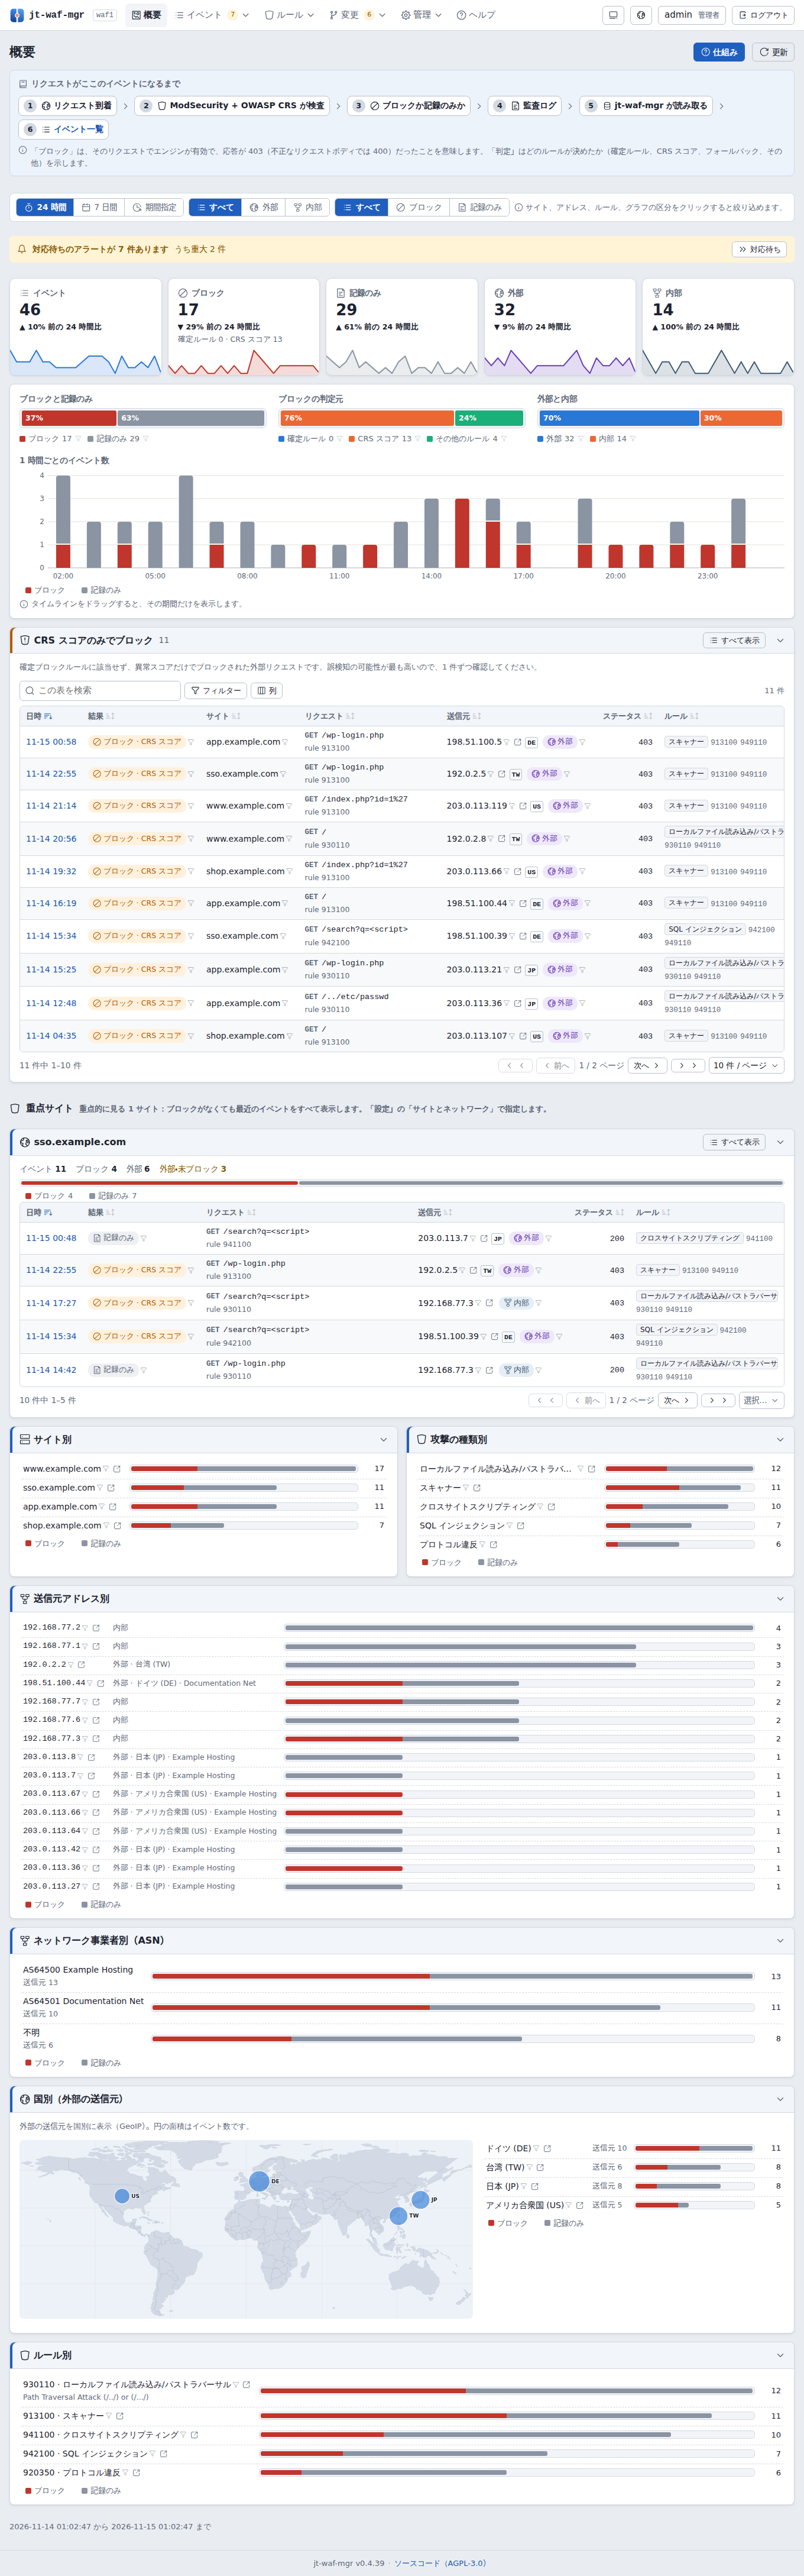 jt-waf-mgr waf1 概要 イベント 7 ルール 変更 6 管理 ヘルプ admin 管理者 ログアウト
概要 仕組み 更新
リクエストがここのイベントになるまで
1 リクエスト到着 2 ModSecurity + OWASP CRS が検査 3 ブロックか記録のみか 4 監査ログ 5 jt-waf-mgr が読み取る
6 イベント一覧
「ブロック」は、そのリクエストでエンジンが有効で、応答が 403（不正なリクエストボディでは 400）だったことを意味します。「判定」はどのルールが決めたか（確定ルール、CRS スコア、フォールバック、その
他）を示します。
24 時間 7 日間 期間指定 すべて 外部 内部 すべて ブロック 記録のみ サイト、アドレス、ルール、グラフの区分をクリックすると絞り込めます。
対応待ちのアラートが 7 件あります うち重大 2 件 対応待ち
イベント ブロック 記録のみ 外部 内部
46 17 29 32 14
▲ 10% 前の 24 時間比 ▼ 29% 前の 24 時間比 ▲ 61% 前の 24 時間比 ▼ 9% 前の 24 時間比 ▲ 100% 前の 24 時間比
確定ルール 0 · CRS スコア 13
ブロックと記録のみ ブロックの判定元 外部と内部
37% 63% 76% 24% 70% 30%
ブロック 17 記録のみ 29 確定ルール 0 CRS スコア 13 その他のルール 4 外部 32 内部 14
1 時間ごとのイベント数
4
3
2
1
0
02:00 05:00 08:00 11:00 14:00 17:00 20:00 23:00
ブロック 記録のみ
タイムラインをドラッグすると、その期間だけを表示します。
CRS スコアのみでブロック 11 すべて表示
確定ブロックルールに該当せず、異常スコアだけでブロックされた外部リクエストです。誤検知の可能性が最も高いので、1 件ずつ確認してください。
この表を検索 フィルター 列 11 件
日時 結果 サイト リクエスト 送信元 ステータス ルール
11-15 00:58 ブロック · CRS スコア app.example.com GET /wp-login.php rule 913100 198.51.100.5 DE 外部 403 スキャナー 913100 949110
11-14 22:55 ブロック · CRS スコア sso.example.com GET /wp-login.php rule 913100 192.0.2.5 TW 外部 403 スキャナー 913100 949110
11-14 21:14 ブロック · CRS スコア www.example.com GET /index.php?id=1%27 rule 913100 203.0.113.119 US 外部 403 スキャナー 913100 949110
11-14 20:56 ブロック · CRS スコア www.example.com GET / rule 930110 192.0.2.8 TW 外部 403 ローカルファイル読み込み/パストラ 930110 949110
11-14 19:32 ブロック · CRS スコア shop.example.com GET /index.php?id=1%27 rule 913100 203.0.113.66 US 外部 403 スキャナー 913100 949110
11-14 16:19 ブロック · CRS スコア app.example.com GET / rule 913100 198.51.100.44 DE 外部 403 スキャナー 913100 949110
11-14 15:34 ブロック · CRS スコア sso.example.com GET /search?q=<script> rule 942100 198.51.100.39 DE 外部 403 SQL インジェクション 942100 949110
11-14 15:25 ブロック · CRS スコア app.example.com GET /wp-login.php rule 930110 203.0.113.21 JP 外部 403 ローカルファイル読み込み/パストラ 930110 949110
11-14 12:48 ブロック · CRS スコア app.example.com GET /../etc/passwd rule 930110 203.0.113.36 JP 外部 403 ローカルファイル読み込み/パストラ 930110 949110
11-14 04:35 ブロック · CRS スコア shop.example.com GET / rule 913100 203.0.113.107 US 外部 403 スキャナー 913100 949110
11 件中 1–10 件 前へ 1 / 2 ページ 次へ 10 件 / ページ
重点サイト 重点的に見る 1 サイト：ブロックがなくても最近のイベントをすべて表示します。「設定」の「サイトとネットワーク」で指定します。
sso.example.com すべて表示
イベント 11 ブロック 4 外部 6 外部·未ブロック 3
ブロック 4 記録のみ 7
日時 結果 リクエスト 送信元 ステータス ルール
11-15 00:48 記録のみ GET /search?q=<script> rule 941100 203.0.113.7 JP 外部 200 クロスサイトスクリプティング 941100
11-14 22:55 ブロック · CRS スコア GET /wp-login.php rule 913100 192.0.2.5 TW 外部 403 スキャナー 913100 949110
11-14 17:27 ブロック · CRS スコア GET /search?q=<script> rule 930110 192.168.77.3 内部 403 ローカルファイル読み込み/パストラバーサ 930110 949110
11-14 15:34 ブロック · CRS スコア GET /search?q=<script> rule 942100 198.51.100.39 DE 外部 403 SQL インジェクション 942100 949110
11-14 14:42 記録のみ GET /wp-login.php rule 930110 192.168.77.3 内部 200 ローカルファイル読み込み/パストラバーサ 930110 949110
10 件中 1–5 件 前へ 1 / 2 ページ 次へ 選択...
サイト別
www.example.com 17
sso.example.com 11
app.example.com 11
shop.example.com 7
ブロック 記録のみ
攻撃の種類別
ローカルファイル読み込み/パストラバ... 12
スキャナー 11
クロスサイトスクリプティング 10
SQL インジェクション 7
プロトコル違反 6
ブロック 記録のみ
送信元アドレス別
192.168.77.2 内部 4
192.168.77.1 内部 3
192.0.2.2 外部 · 台湾 (TW) 3
198.51.100.44 外部 · ドイツ (DE) · Documentation Net 2
192.168.77.7 内部 2
192.168.77.6 内部 2
192.168.77.3 内部 2
203.0.113.8 外部 · 日本 (JP) · Example Hosting 1
203.0.113.7 外部 · 日本 (JP) · Example Hosting 1
203.0.113.67 外部 · アメリカ合衆国 (US) · Example Hosting 1
203.0.113.66 外部 · アメリカ合衆国 (US) · Example Hosting 1
203.0.113.64 外部 · アメリカ合衆国 (US) · Example Hosting 1
203.0.113.42 外部 · 日本 (JP) · Example Hosting 1
203.0.113.36 外部 · 日本 (JP) · Example Hosting 1
203.0.113.27 外部 · 日本 (JP) · Example Hosting 1
ブロック 記録のみ
ネットワーク事業者別（ASN）
AS64500 Example Hosting
送信元 13 13
AS64501 Documentation Net
送信元 10 11
不明
送信元 6 8
ブロック 記録のみ
国別（外部の送信元）
外部の送信元を国別に表示（GeoIP）。円の面積はイベント数です。
US DE JP TW
ドイツ (DE) 送信元 10 11
台湾 (TW) 送信元 6 8
日本 (JP) 送信元 8 8
アメリカ合衆国 (US) 送信元 5 5
ブロック 記録のみ
ルール別
930110 · ローカルファイル読み込み/パストラバーサル
Path Traversal Attack (/../) or (/.../) 12
913100 · スキャナー 11
941100 · クロスサイトスクリプティング 10
942100 · SQL インジェクション 7
920350 · プロトコル違反 6
ブロック 記録のみ
2026-11-14 01:02:47 から 2026-11-15 01:02:47 まで
jt-waf-mgr v0.4.39 · ソースコード（AGPL-3.0）